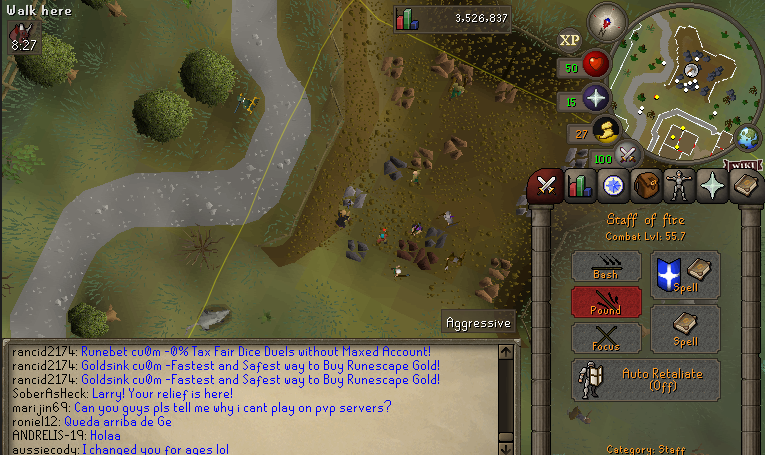 Walk here
8:27
3,526,837
XP
50
15
27
100
WIKI
Staff of fire
Combat Lvl: 55.7
Bash
Spell
Pound
Spell
Focus
Auto Retaliate
(Off)
Category: Staff
Aggressive
rancid2174: Runebet cu0m -0% Tax Fair Dice Duels without Maxed Account!
rancid2174: Goldsink cu0m -Fastest and Safest way to Buy Runescape Gold!
rancid2174: Goldsink cu0m -Fastest and Safest way to Buy Runescape Gold!
SoberAsHeck: Larry! Your relief is here!
marijin69: Can you guys pls tell me why i cant play on pvp servers?
roniel12: Queda arriba de Ge
ANDRELIS-19: Holaa
aussiecody: I changed you for ages lol